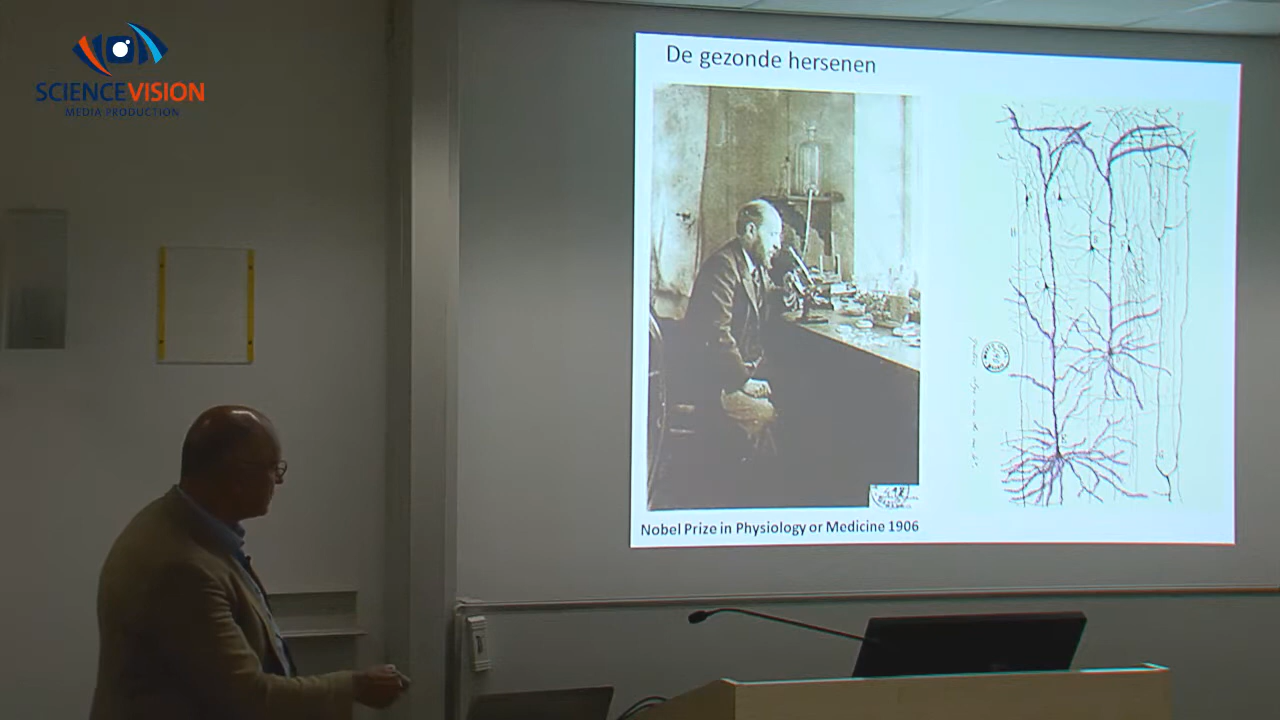 SCIENCEVISION
MEDIA PRODUCTION
De gezonde hersenen
Nobel Prize in Physiology or Medicine 1906